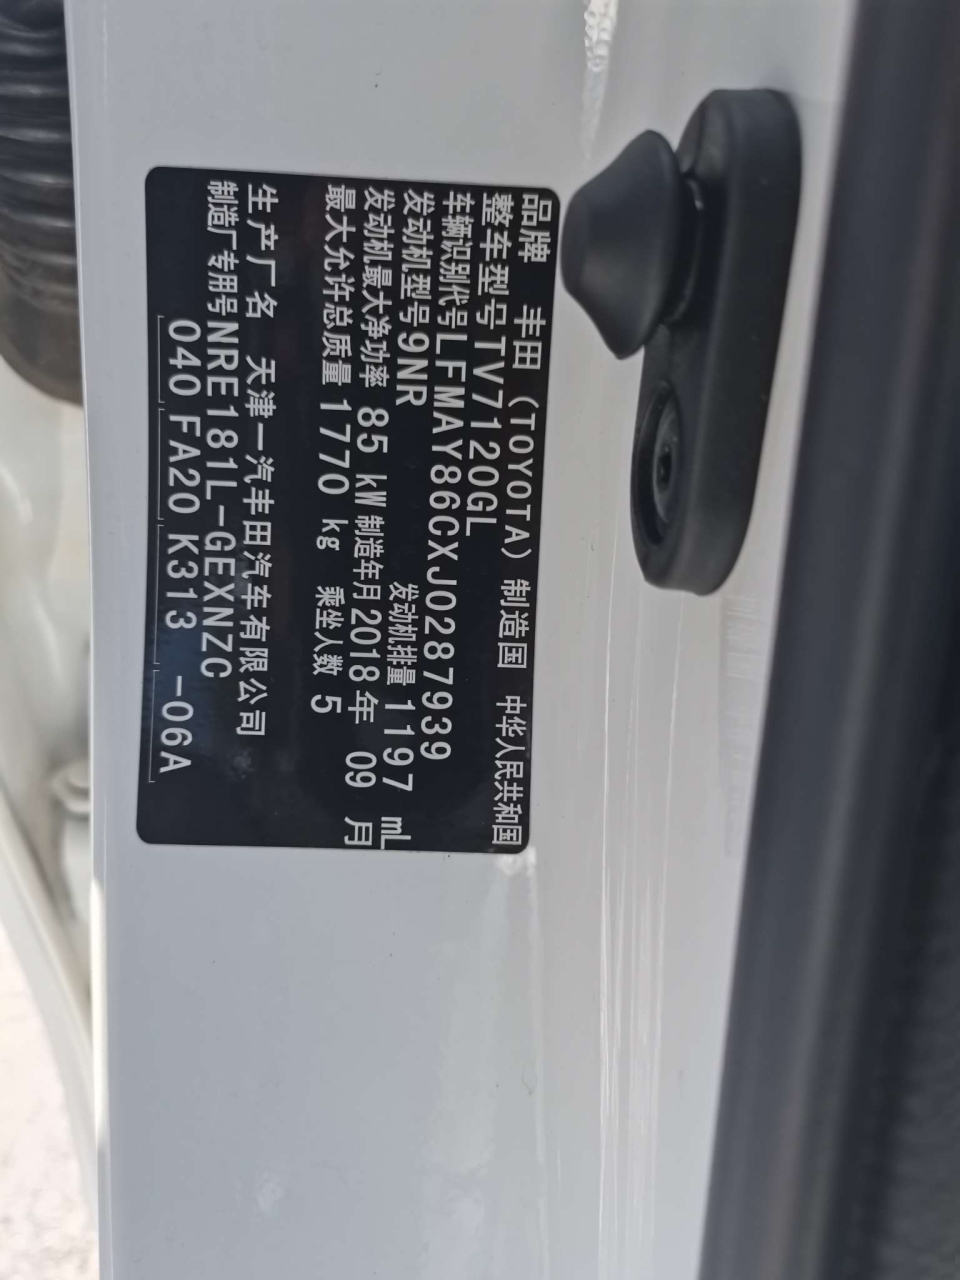 品牌 丰田（TOYOTA）制造国 中华人民共和国
整车型号TV7120GL
车辆识别代号LFMAY86CXJ0287939
发动机型号9NR 发动机排量 1197 mL
发动机最大净功率 85 kW 制造年月2018年 09 月
最大允许总质量 1770 kg 乘坐人数 5
生产厂名 天津一汽丰田汽车有限公司
制造厂专用号NRE181L-GEXNZC
040 FA20 K313 -06A